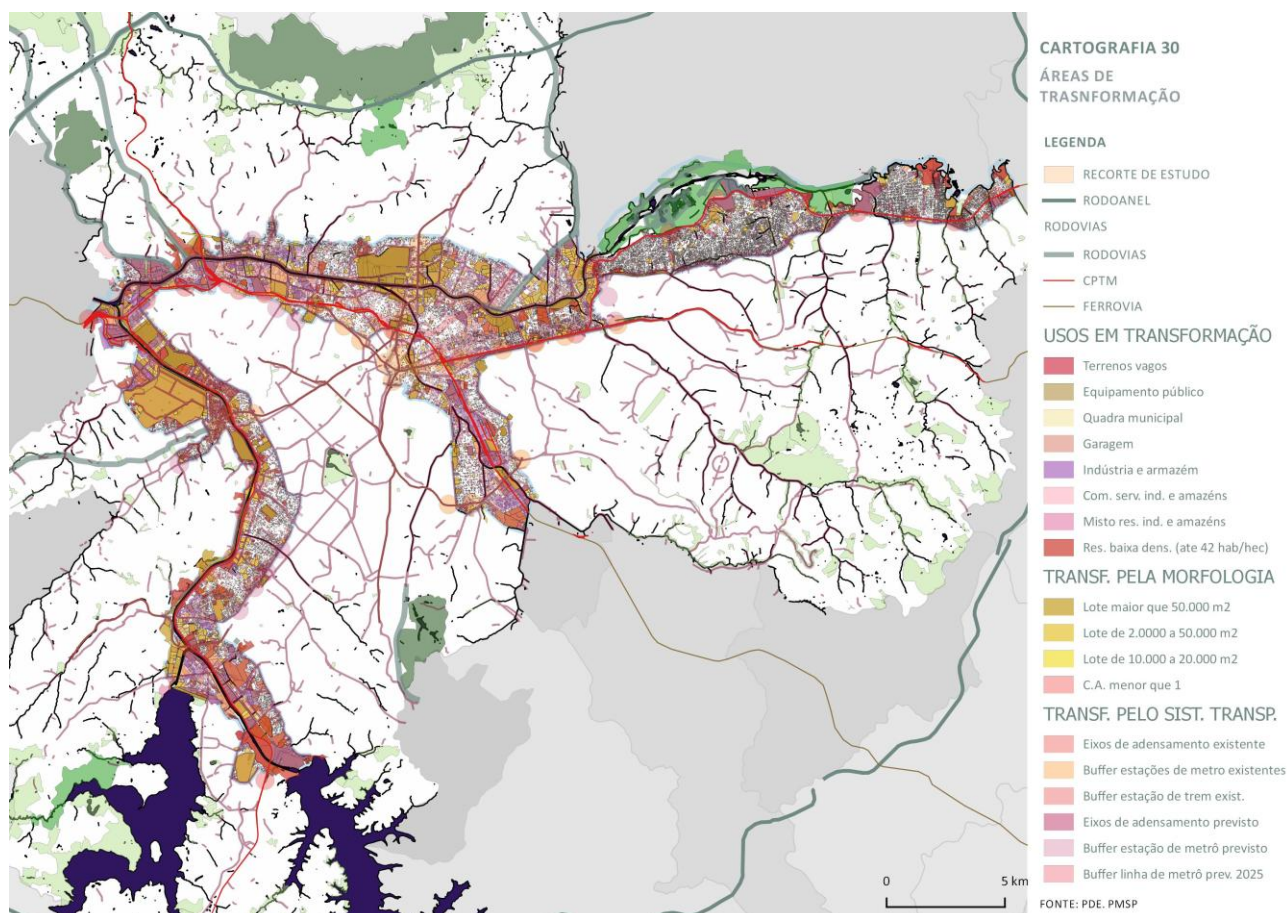 CARTOGRAFIA 30
ÁREAS DE
TRASNFORMAÇÃO
LEGENDA
RECORTE DE ESTUDO
RODOANEL
RODOVIAS
RODOVIAS
CPTM
FERROVIA
USOS EM TRANSFORMAÇÃO
Terrenos vagos
Equipamento público
Quadra municipal
Garagem
Indústria e armazém
Com. serv. ind. e amazéns
Misto res. ind. e amazéns
Res. baixa dens. (ate 42 hab/hec)
TRANSF. PELA MORFOLOGIA
Lote maior que 50.000 m2
Lote de 2.0000 a 50.000 m2
Lote de 10.000 a 20.000 m2
C.A. menor que 1
TRANSF. PELO SIST. TRANSP.
Eixos de adensamento existente
Buffer estações de metro existentes
Buffer estação de trem exist.
Eixos de adensamento previsto
Buffer estação de metrô previsto
Buffer linha de metrô prev. 2025
0 5 km
FONTE: PDE. PMSP